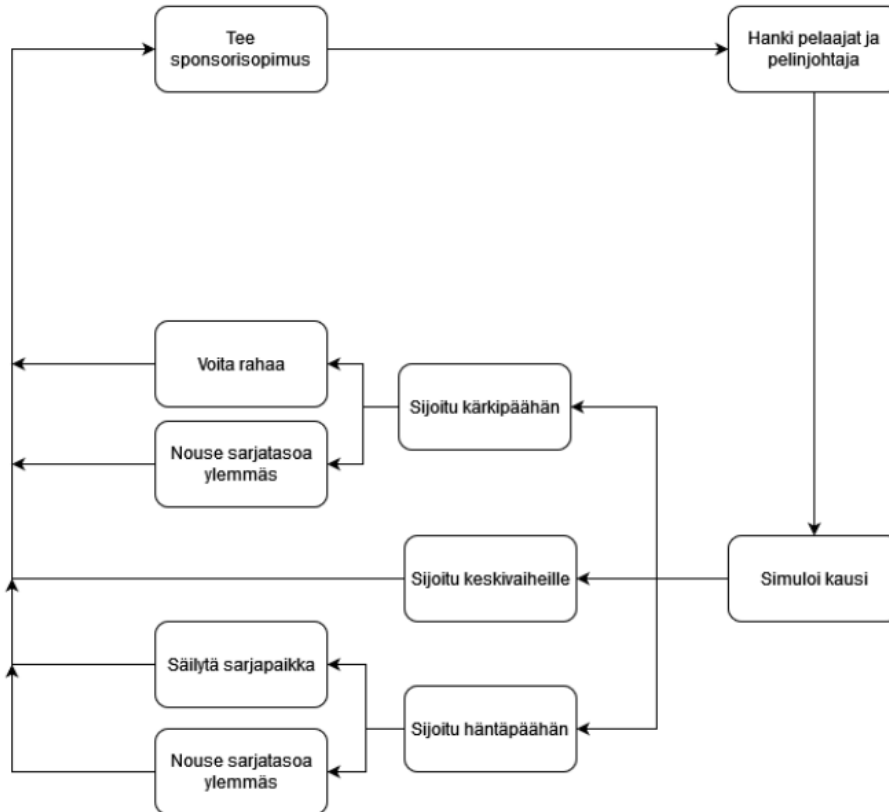 Tee
sponsorisopimus
Hanki pelaajat ja
pelinjohtaja
Voita rahaa
Sijoitu kärkipäähän
Nouse sarjatasoa
ylemmäs
Sijoitu keskivaiheille
Simuloi kausi
Säilytä sarjapaikka
Sijoitu häntäpäähän
Nouse sarjatasoa
ylemmäs